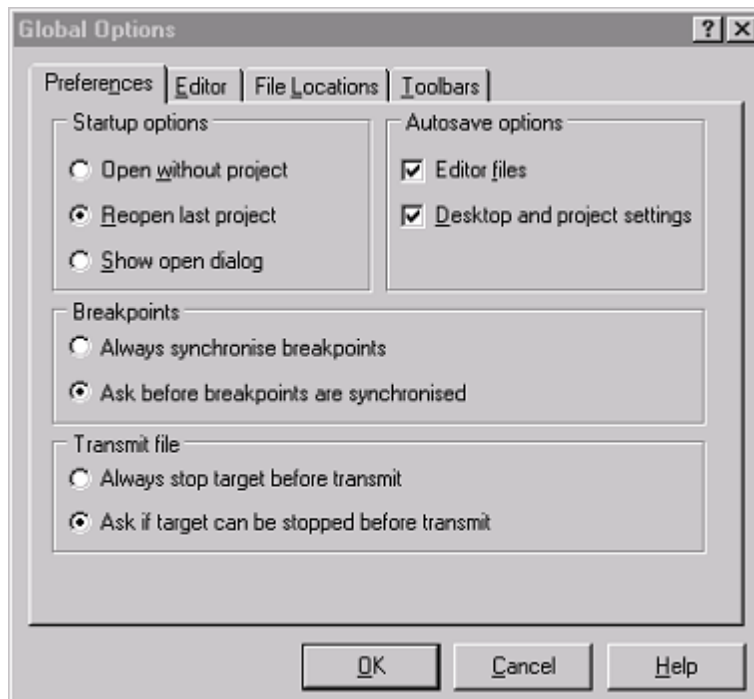 Global Options
Preferences Editor File Locations Toolbars
Startup options
Open without project
Reopen last project
Show open dialog
Autosave options
Editor files
Desktop and project settings
Breakpoints
Always synchronise breakpoints
Ask before breakpoints are synchronised
Transmit file
Always stop target before transmit
Ask if target can be stopped before transmit
OK Cancel Help